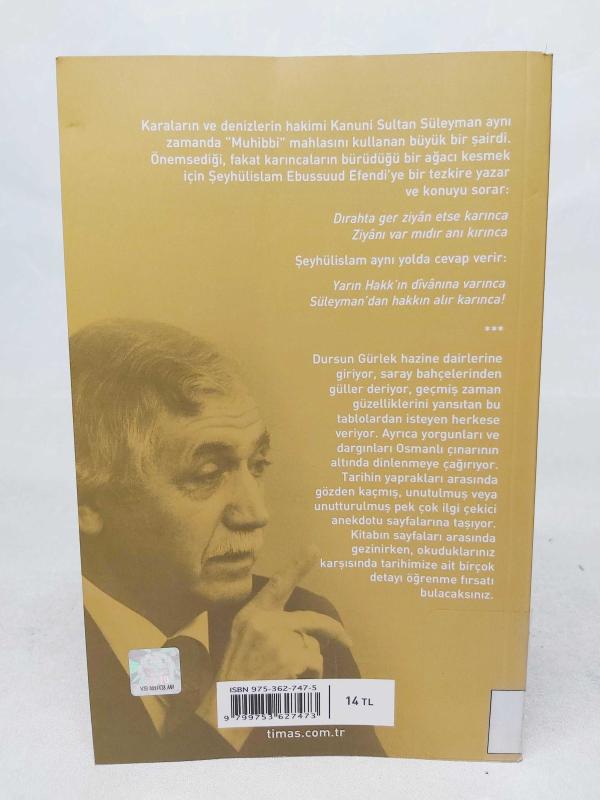 Karaların ve denizlerin hakimi Kanuni Sultan Süleyman aynı
zamanda "Muhibbi" mahlasını kullanan büyük bir şairdi.
Önemsediği, fakat karıncaların bürüdüğü bir ağacı kesmek
için Şeyhülislam Ebussuud Efendi'ye bir tezkire yazar
ve konuyu sorar:
Dırahta ger ziyân etse karınca
Ziyânı var mıdır anı kırınca
Şeyhülislam aynı yolda cevap verir:
Yarın Hakk'ın dîvânına varınca
Süleyman'dan hakkın alır karınca!
***
Dursun Gürlek hazine dairlerine
giriyor, saray bahçelerinden
güller deriyor, geçmiş zaman
güzelliklerini yansıtan bu
tablolardan isteyen herkese
veriyor. Ayrıca yorgunları ve
dargınları Osmanlı çınarının
altında dinlenmeye çağırıyor.
Tarihin yaprakları arasında
gözden kaçmış, unutulmuş veya
unutturulmuş pek çok ilgi çekici
anekdotu sayfalarına taşıyor.
Kitabın sayfaları arasında
gezinirken, okuduklarınız
karşısında tarihimize ait birçok
detayı öğrenme fırsatı
bulacaksınız.
ISBN 975-362-747-5
14 TL
9 799753 627473
timas.com.tr